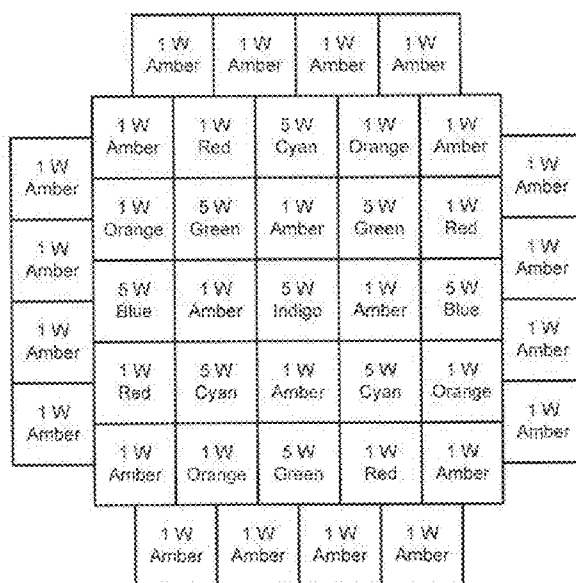 1 W 1 W 1 W 1 W
Amber Amber Amber Amber
1 W 1 W 5 W 1 W 1 W
Amber Red Cyan Orange Amber
1 W 1 W
Amber Amber
1 W 5 W 1 W 5 W 1 W
Orange Green Amber Green Red
1 W 1 W
Amber Amber
5 W 1 W 5 W 1 W 5 W
Blue Amber Indigo Amber Blue
1 W 1 W
Amber Amber
1 W 5 W 1 W 5 W 1 W
Red Cyan Amber Cyan Orange
1 W 1 W
Amber Amber
1 W 1 W 5 W 1 W 1 W
Amber Orange Green Red Amber
1 W 1 W 1 W 1 W
Amber Amber Amber Amber